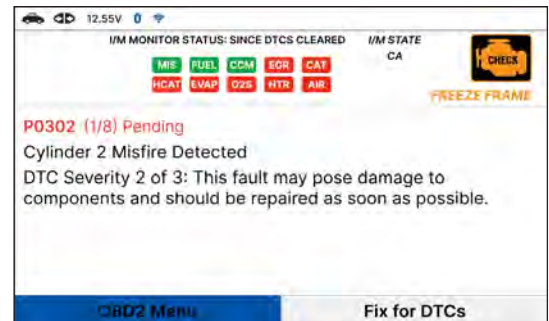 12.55V 0
I/M MONITOR STATUS: SINCE DTCS CLEARED I/M STATE
CA
MIS FUEL CCM EGR CAT
HCAT EVAP O2S HTR AIR
CHECK
FREEZE FRAME
P0302 (1/8) Pending
Cylinder 2 Misfire Detected
DTC Severity 2 of 3: This fault may pose damage to
components and should be repaired as soon as possible.
OBD2 Menu Fix for DTCs